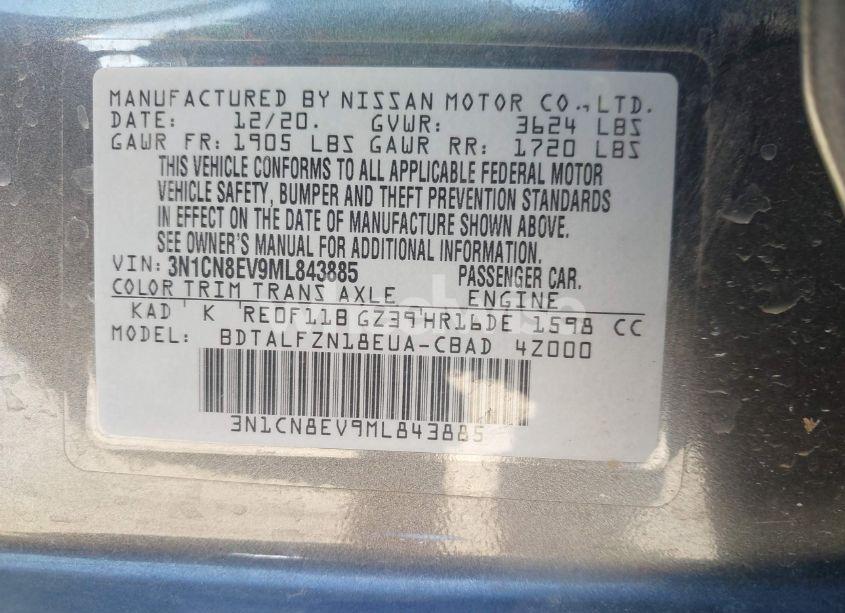 MANUFACTURED BY NISSAN MOTOR CO., LTD.
DATE: 12/20. GVWR: 3624 LBS
GAWR FR: 1905 LBS GAWR RR: 1720 LBS
THIS VEHICLE CONFORMS TO ALL APPLICABLE FEDERAL MOTOR
VEHICLE SAFETY, BUMPER AND THEFT PREVENTION STANDARDS
IN EFFECT ON THE DATE OF MANUFACTURE SHOWN ABOVE.
SEE OWNER'S MANUAL FOR ADDITIONAL INFORMATION.
VIN: 3N1CN8EV9ML843885 PASSENGER CAR.
COLOR TRIM TRANS AXLE ENGINE
KAD K RE0F11B GZ39 HR16DE 1598 CC
MODEL: BDTALFZN18EUA-CBAD 4Z000
3N1CN8EV9ML843885